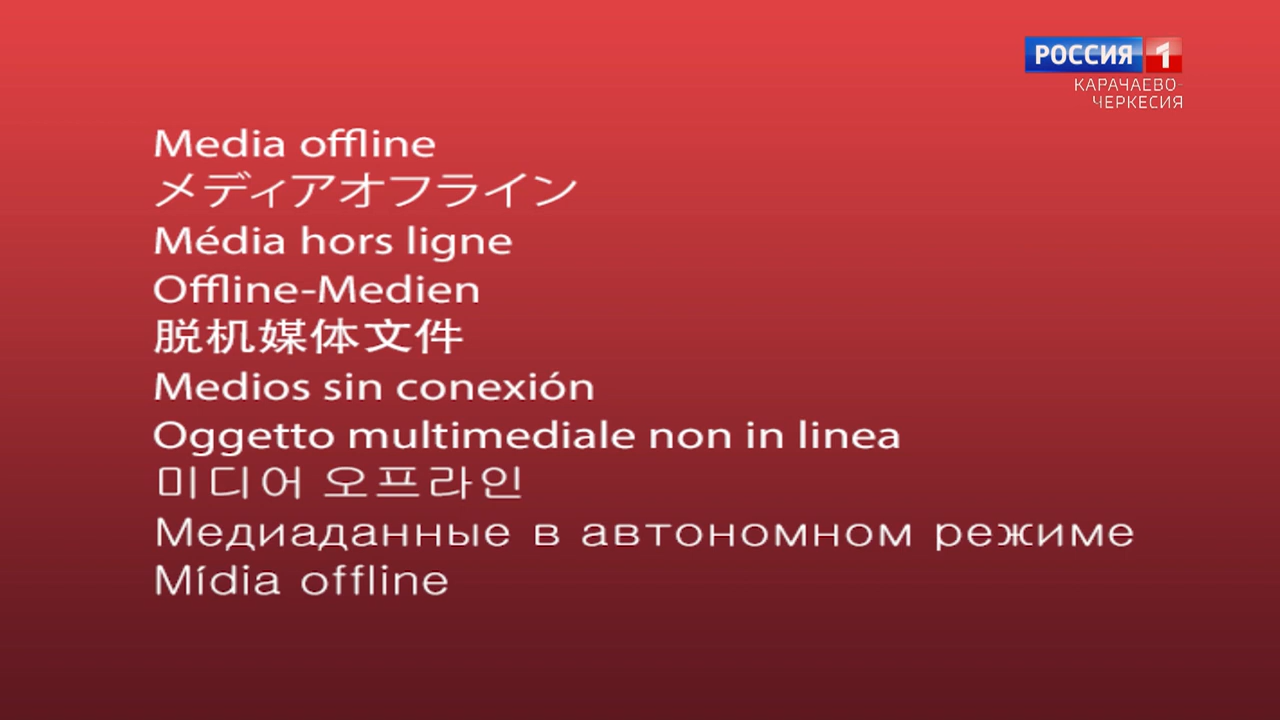 РОССИЯ 1
КАРАЧАЕВО-
ЧЕРКЕСИЯ
Media offline
メディアオフライン
Média hors ligne
Offline-Medien
脱机媒体文件
Medios sin conexión
Oggetto multimediale non in linea
미디어 오프라인
Медиаданные в автономном режиме
Mídia offline